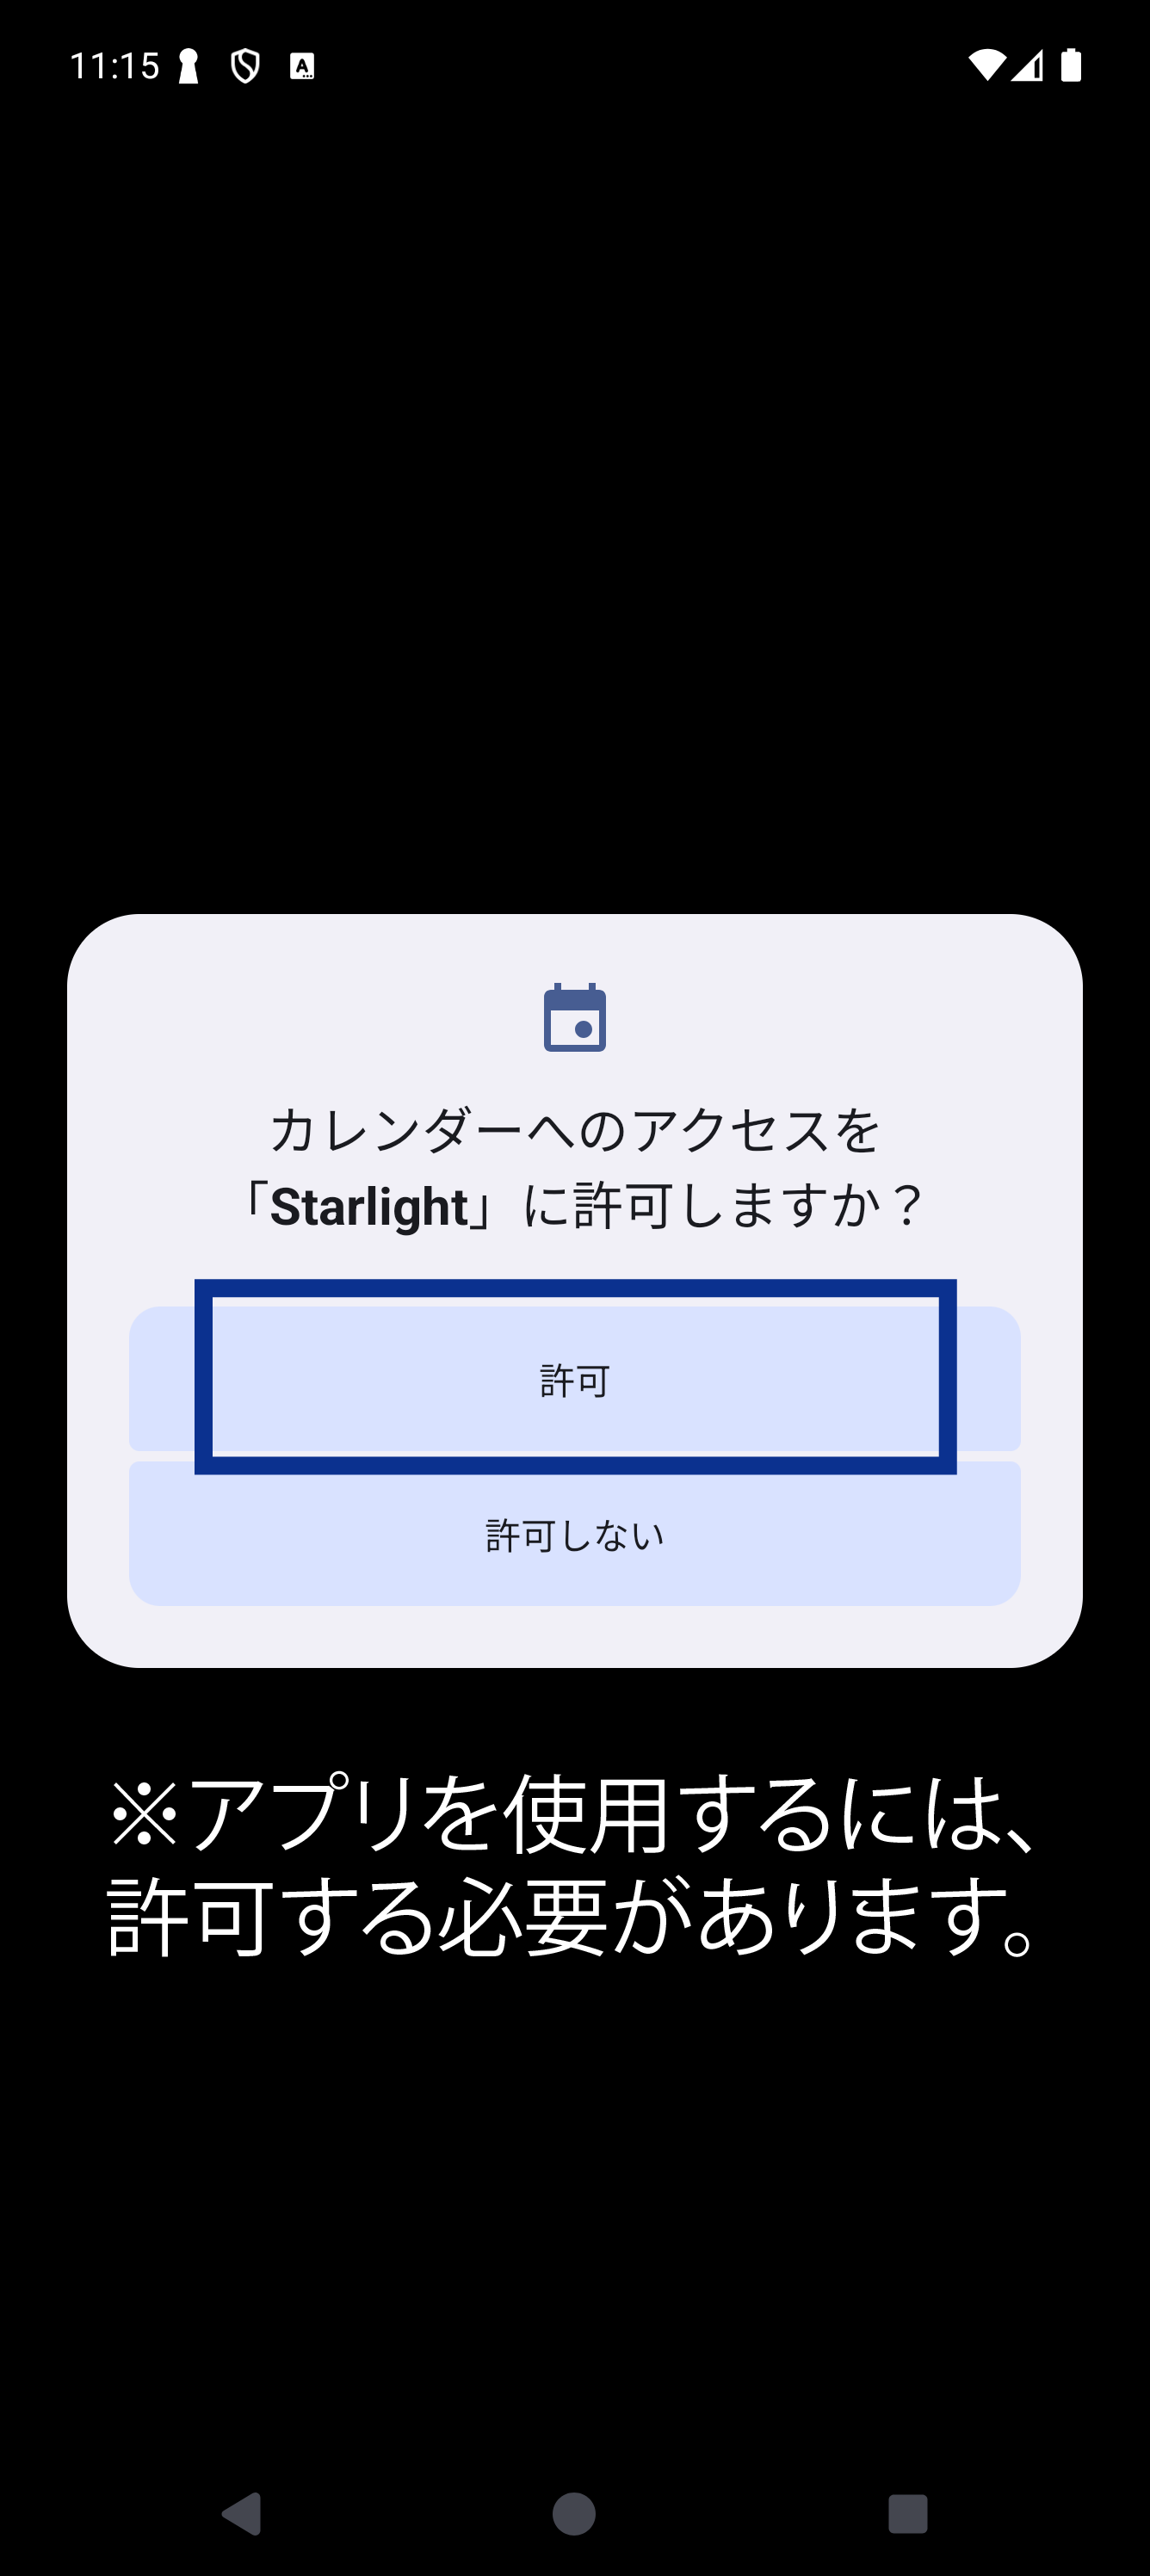 11:15
カレンダーへのアクセスを
「Starlight」に許可しますか？
許可
許可しない
※アプリを使用するには、
許可する必要があります。